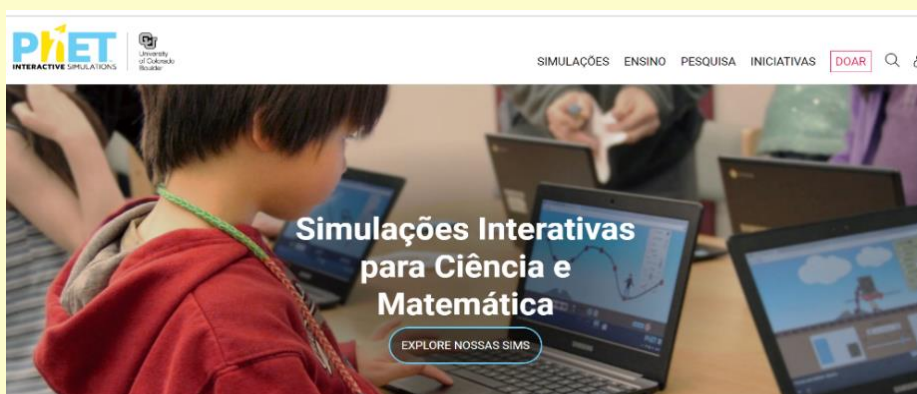 PhET
INTERACTIVE SIMULATIONS
University
of Colorado
Boulder
SIMULAÇÕES ENSINO PESQUISA INICIATIVAS DOAR
Simulações Interativas
para Ciência e
Matemática
EXPLORE NOSSAS SIMS